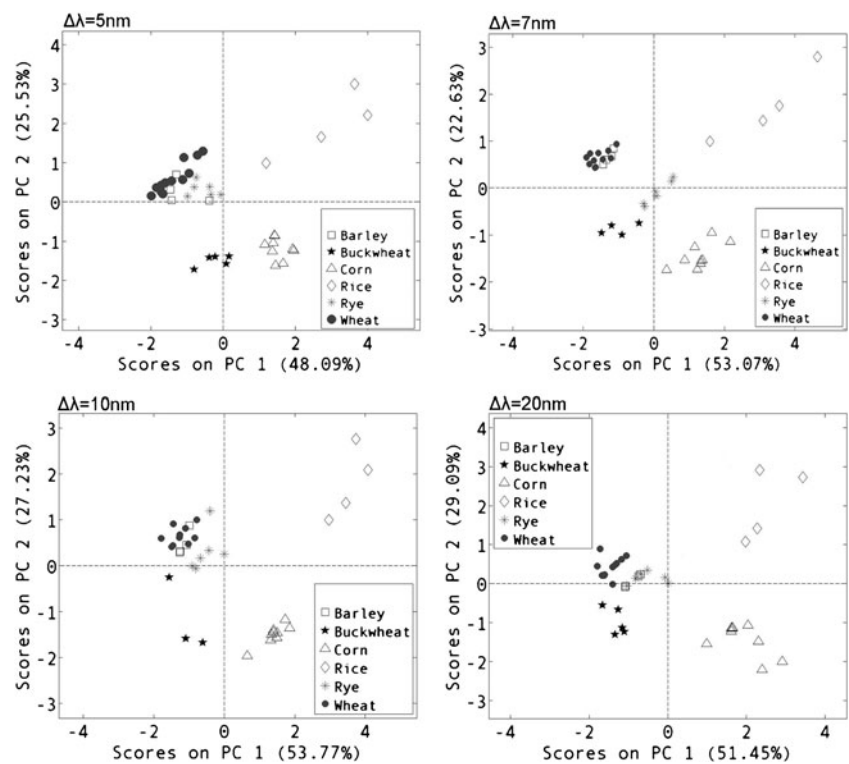 Δλ=5nm
4
3
2
1
0
-1
-2
-3
Scores on PC 2 (25.53%)
Barley
Buckwheat
Corn
Rice
Rye
Wheat
-4 -2 0 2 4
Scores on PC 1 (48.09%)
Δλ=7nm
3
2
1
0
-1
-2
-3
Scores on PC 2 (22.63%)
Barley
Buckwheat
Corn
Rice
Rye
Wheat
-4 -2 0 2 4
Scores on PC 1 (53.07%)
Δλ=10nm
3
2
1
0
-1
-2
-3
Scores on PC 2 (27.23%)
Barley
Buckwheat
Corn
Rice
Rye
Wheat
-4 -2 0 2 4
Scores on PC 1 (53.77%)
Δλ=20nm
4
3
2
1
0
-1
-2
-3
Scores on PC 2 (29.09%)
Barley
Buckwheat
Corn
Rice
Rye
Wheat
-4 -2 0 2 4
Scores on PC 1 (51.45%)